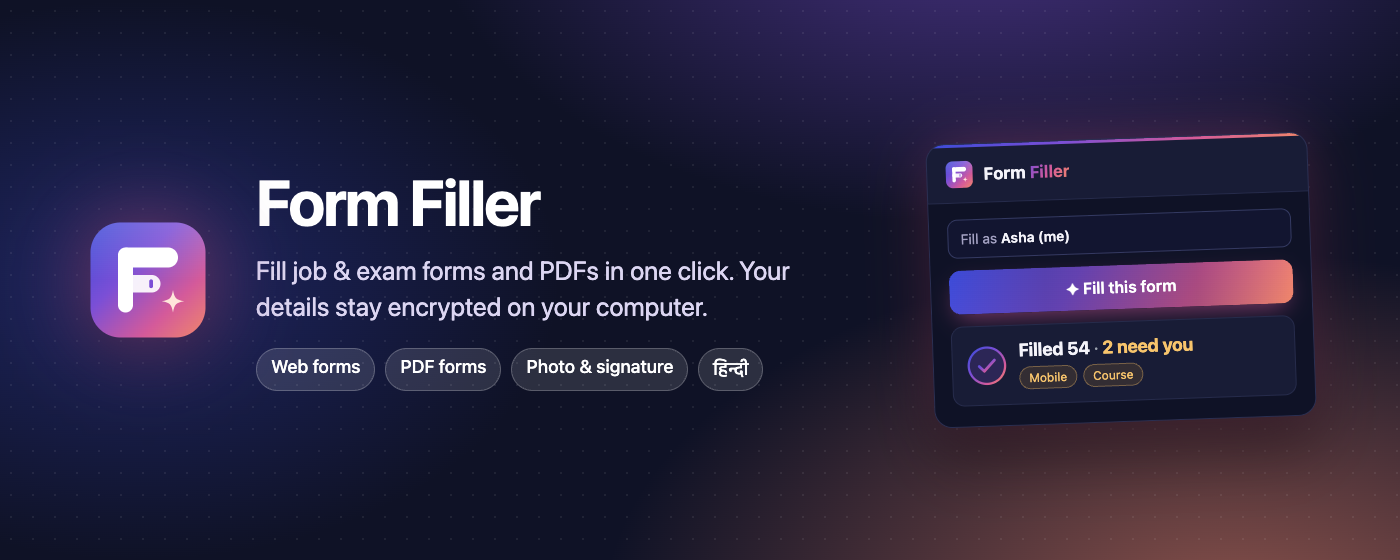 Form Filler
Fill job & exam forms and PDFs in one click. Your
details stay encrypted on your computer.
Web forms
PDF forms
Photo & signature
हिन्दी
F
F
Form Filler
Fill as Asha (me)
✦ Fill this form
Filled 54 · 2 need you
Mobile
Course